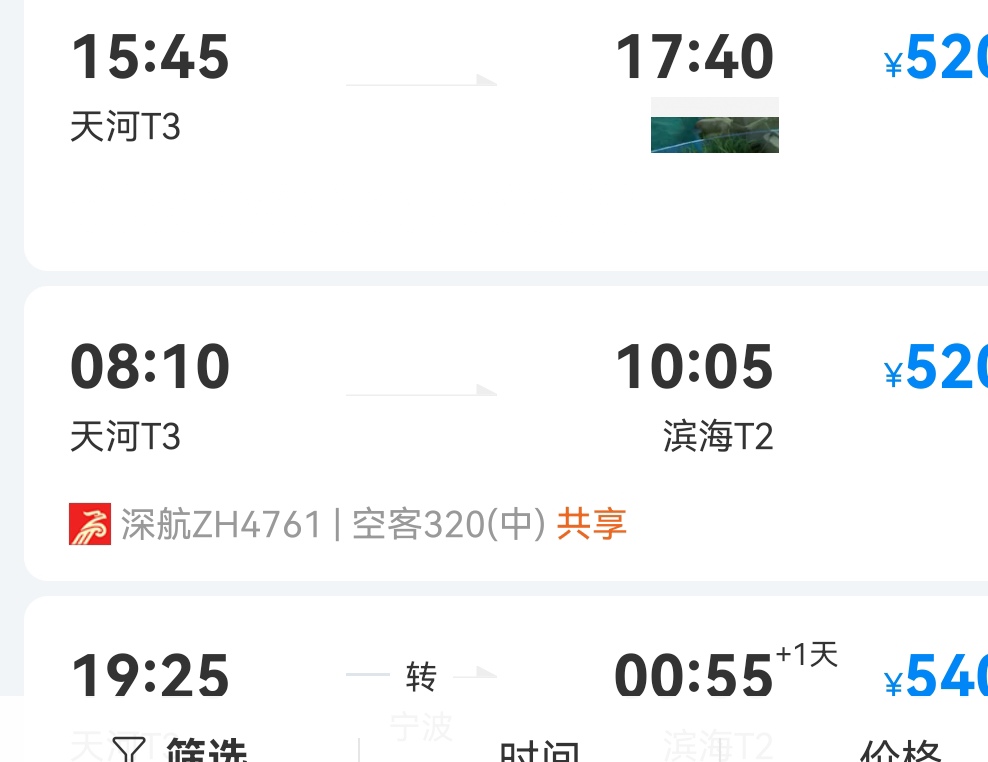 15:45 17:40 ¥520
天河T3
08:10 10:05 ¥520
天河T3 滨海T2
深航ZH4761 | 空客320(中) 共享
19:25 转 00:55 +1天 ¥540
宁波
天河T3 滨海T2
筛选 时间 价格